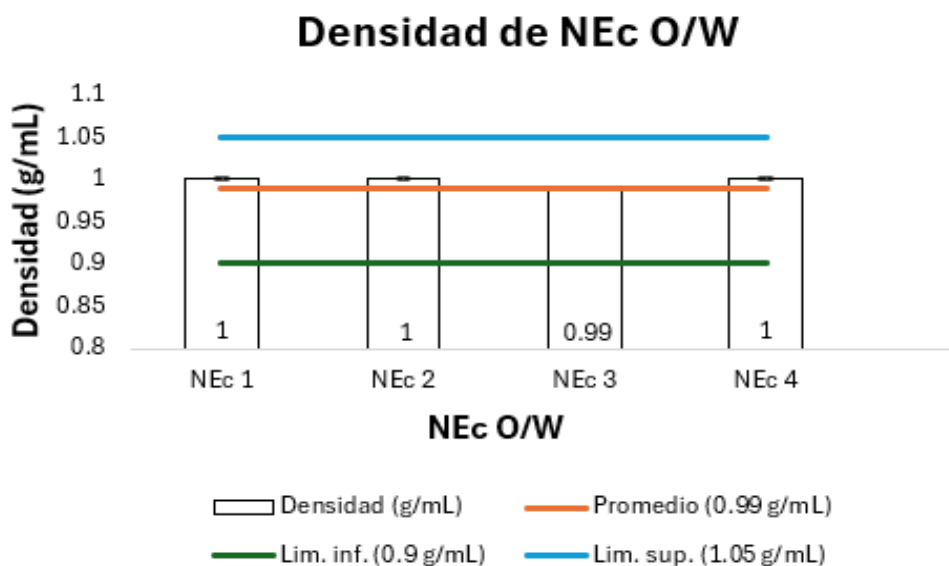 Densidad de NEc O/W
Densidad (g/mL)
1.1
1.05
1
0.95
0.9
0.85
0.8
1 1 0.99 1
NEc 1 NEc 2 NEc 3 NEc 4
NEc O/W
Densidad (g/mL) Promedio (0.99 g/mL)
Lim. inf. (0.9 g/mL) Lim. sup. (1.05 g/mL)